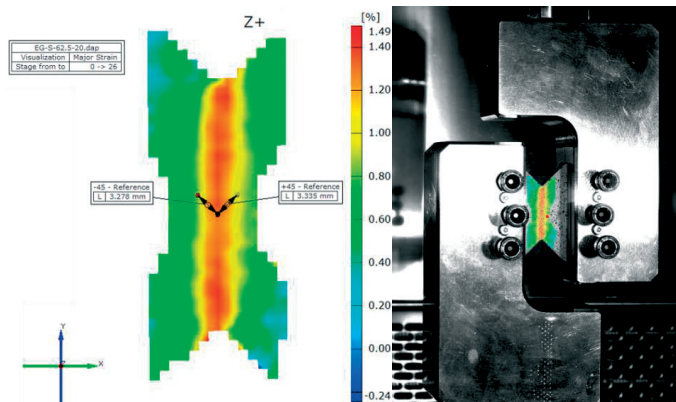 Z+
[%]
EG-S-62.5-20.dap
Visualization Major Strain
Stage from to 0 -> 26
1.49
1.40
1.20
1.00
0.80
0.60
0.40
0.20
0.00
-0.24
-45 - Reference
L 3.278 mm
+45 - Reference
L 3.335 mm
Y
X